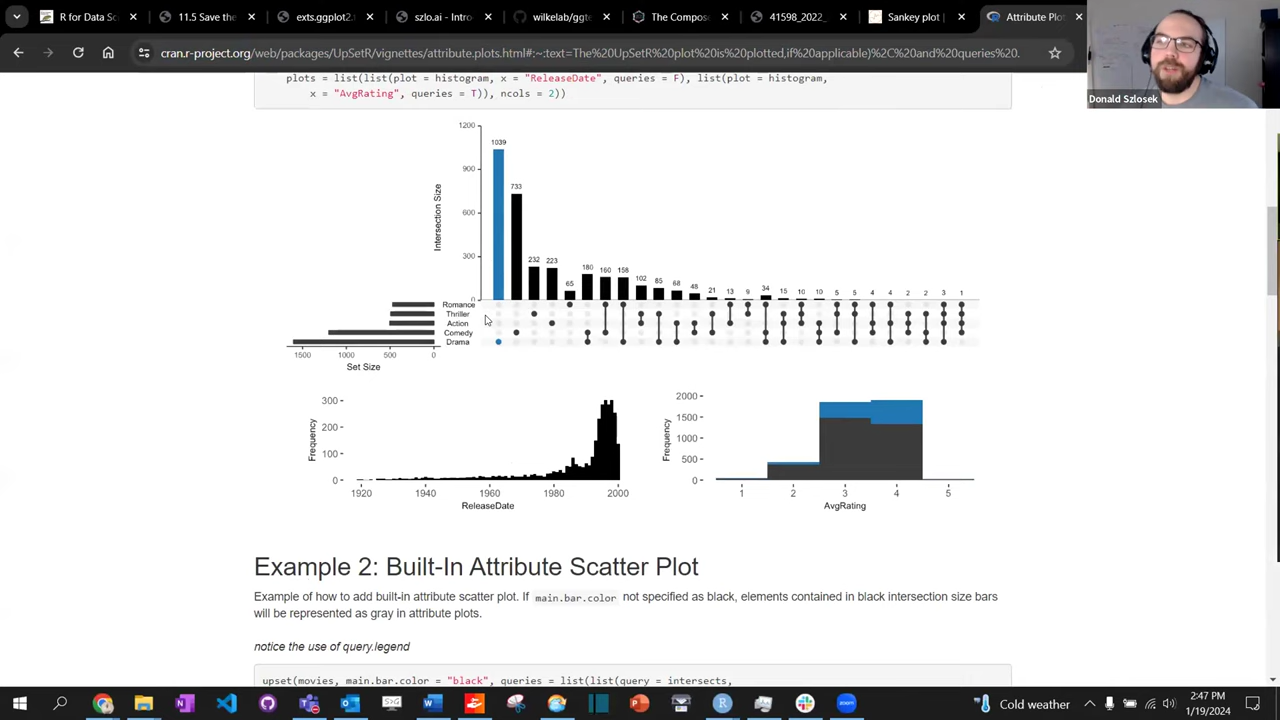 R for Data Sc
11.5 Save the
exts.ggplot2.
szlo.ai - Intro
wilkelab/ggte
The Compose
41598_2022_
Sankey plot
Attribute Plot
cran.r-project.org/web/packages/UpSetR/vignettes/attribute.plots.html#:~:text=The%20UpSetR%20plot%20is%20plotted,if%20applicable)%2C%20and%20queries%20.
Donald Szlosek
plots = list(list(plot = histogram, x = "ReleaseDate", queries = F), list(plot = histogram,
x = "AvgRating", queries = T)), ncols = 2))
1200
1039
900
733
600
300
0
Intersection Size
232
223
65
180
160
158
102
85
68
48
21
13
9
34
15
10
10
5
5
4
4
2
2
3
1
Romance
Thriller
Action
Comedy
Drama
1500
1000
500
0
Set Size
300
200
100
0
Frequency
1920
1940
1960
1980
2000
ReleaseDate
2000
1500
1000
500
0
Frequency
1
2
3
4
5
AvgRating
Example 2: Built-In Attribute Scatter Plot
Example of how to add built-in attribute scatter plot. If main.bar.color not specified as black, elements contained in black intersection size bars
will be represented as gray in attribute plots.
notice the use of query.legend
upset(movies, main.bar.color = "black", queries = list(list(query = intersects,
Cold weather
2:47 PM
1/19/2024